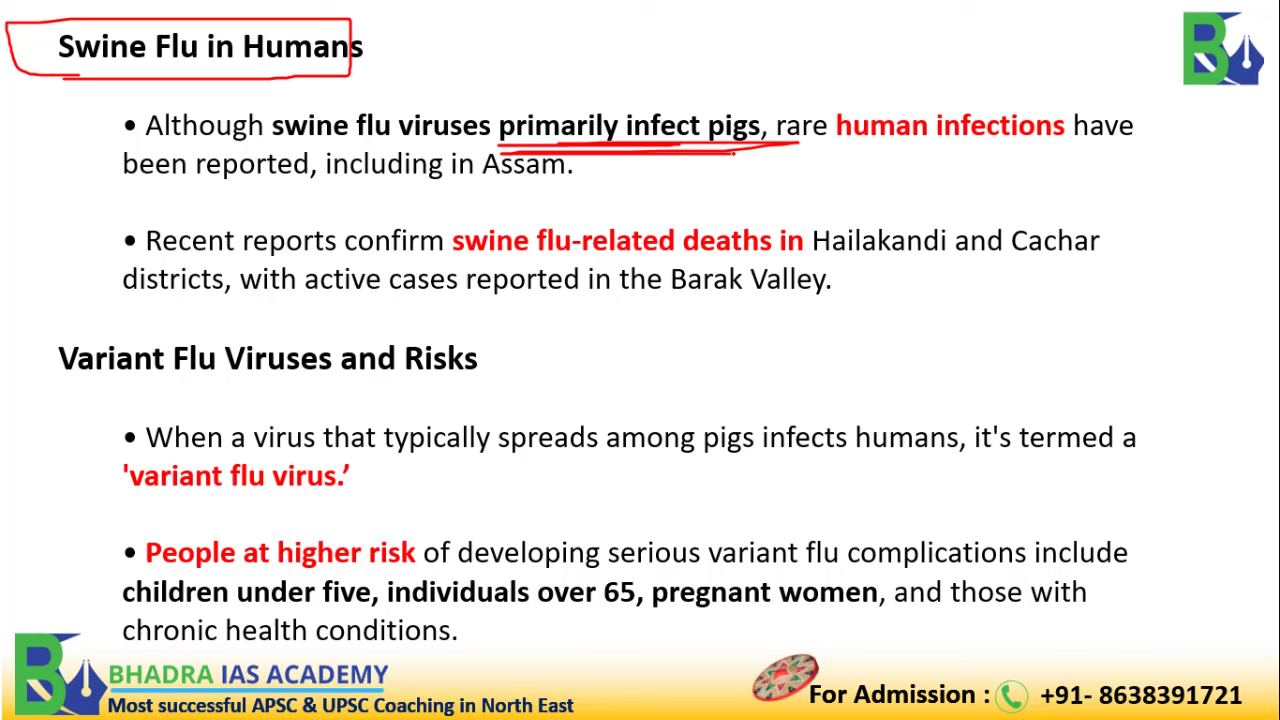 Swine Flu in Humans
• Although swine flu viruses primarily infect pigs, rare human infections have
been reported, including in Assam.
• Recent reports confirm swine flu-related deaths in Hailakandi and Cachar
districts, with active cases reported in the Barak Valley.
Variant Flu Viruses and Risks
• When a virus that typically spreads among pigs infects humans, it's termed a
'variant flu virus.’
• People at higher risk of developing serious variant flu complications include
children under five, individuals over 65, pregnant women, and those with
chronic health conditions.
BHADRA IAS ACADEMY
Most successful APSC & UPSC Coaching in North East
For Admission : +91- 8638391721